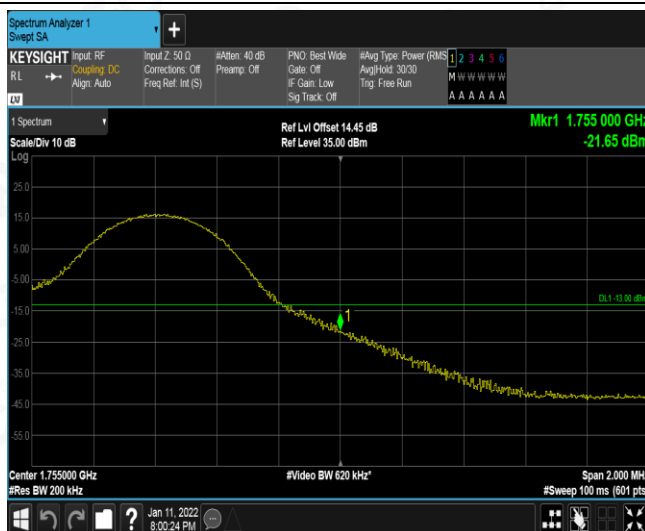 Spectrum Analyzer 1
Swept SA
KEYSIGHT
RL
LXI
Input: RF
Coupling: DC
Align: Auto
Input Z: 50 Ω
Corrections: Off
Freq Ref: Int (S)
#Atten: 40 dB
Preamp: Off
PNO: Best Wide
Gate: Off
IF Gain: Low
Sig Track: Off
#Avg Type: Power (RMS
Avg|Hold: 30/30
Trig: Free Run
1 2 3 4 5 6
M W W W W W
A A A A A A
1 Spectrum
Scale/Div 10 dB
Log
Ref Lvl Offset 14.45 dB
Ref Level 35.00 dBm
Mkr1 1.755 000 GHz
-21.65 dBm
25.0
15.0
5.00
-5.00
DL1 -13.00 dBm
-15.0
1
-25.0
-35.0
-45.0
-55.0
Center 1.755000 GHz
#Res BW 200 kHz
#Video BW 620 kHz*
Span 2.000 MHz
#Sweep 100 ms (601 pts
?
Jan 11, 2022
8:00:24 PM